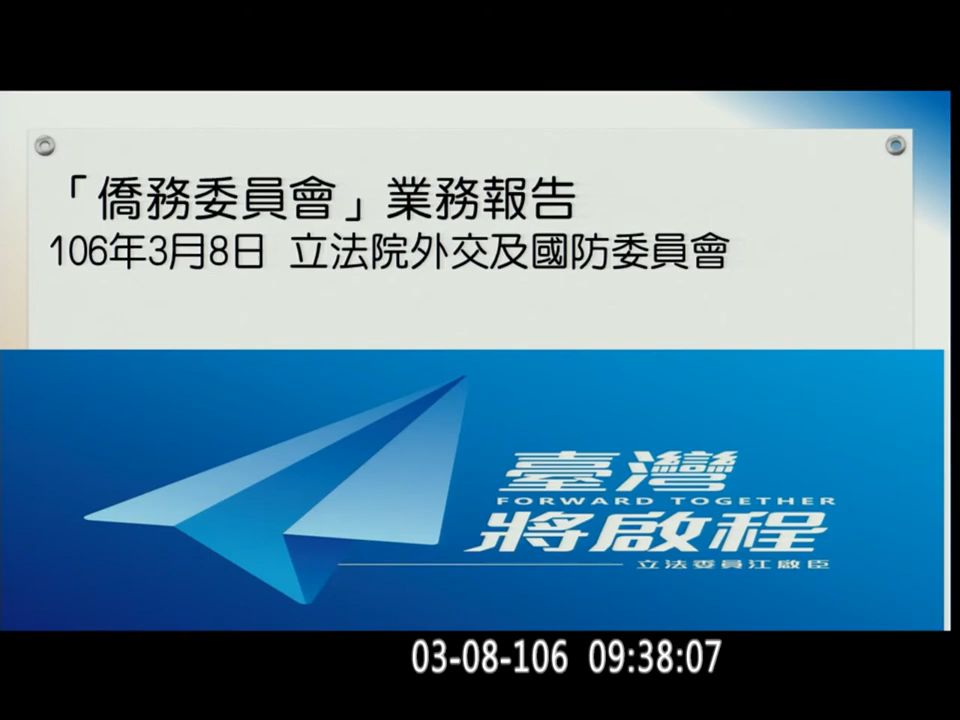 「僑務委員會」業務報告
106年3月8日 立法院外交及國防委員會
臺灣
FORWARD TOGETHER
將啟程
立法委員江啟臣
03-08-106 09:38:07